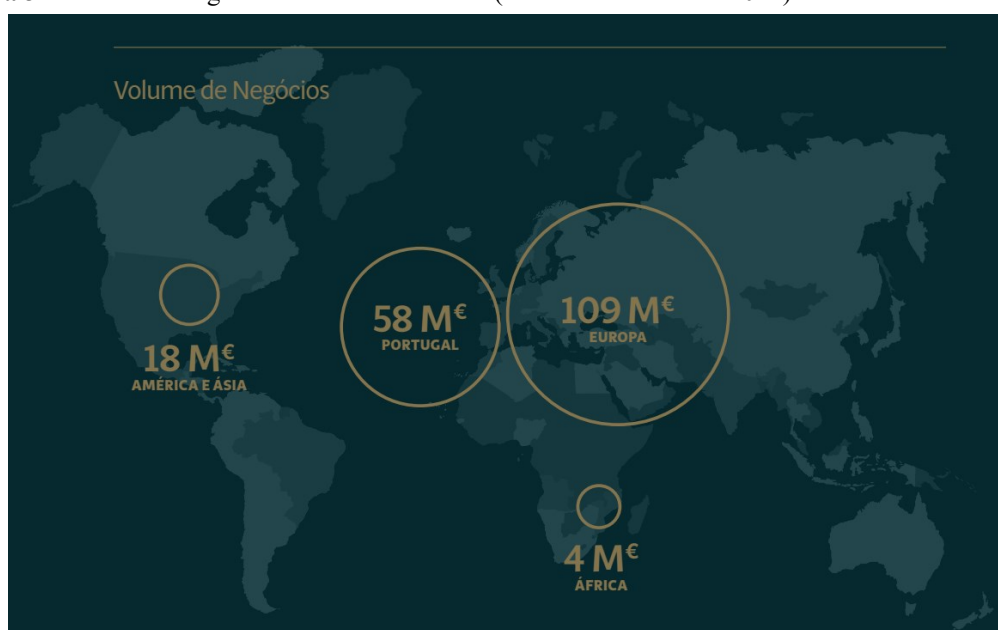 Volume de Negócios
58 M€
PORTUGAL
109 M€
EUROPA
18 M€
AMÉRICA E ÁSIA
4 M€
ÁFRICA